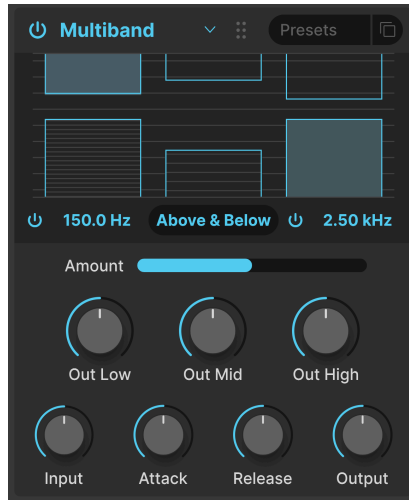 Multiband Presets
150.0 Hz Above & Below 2.50 kHz
Amount
Out Low Out Mid Out High
Input Attack Release Output